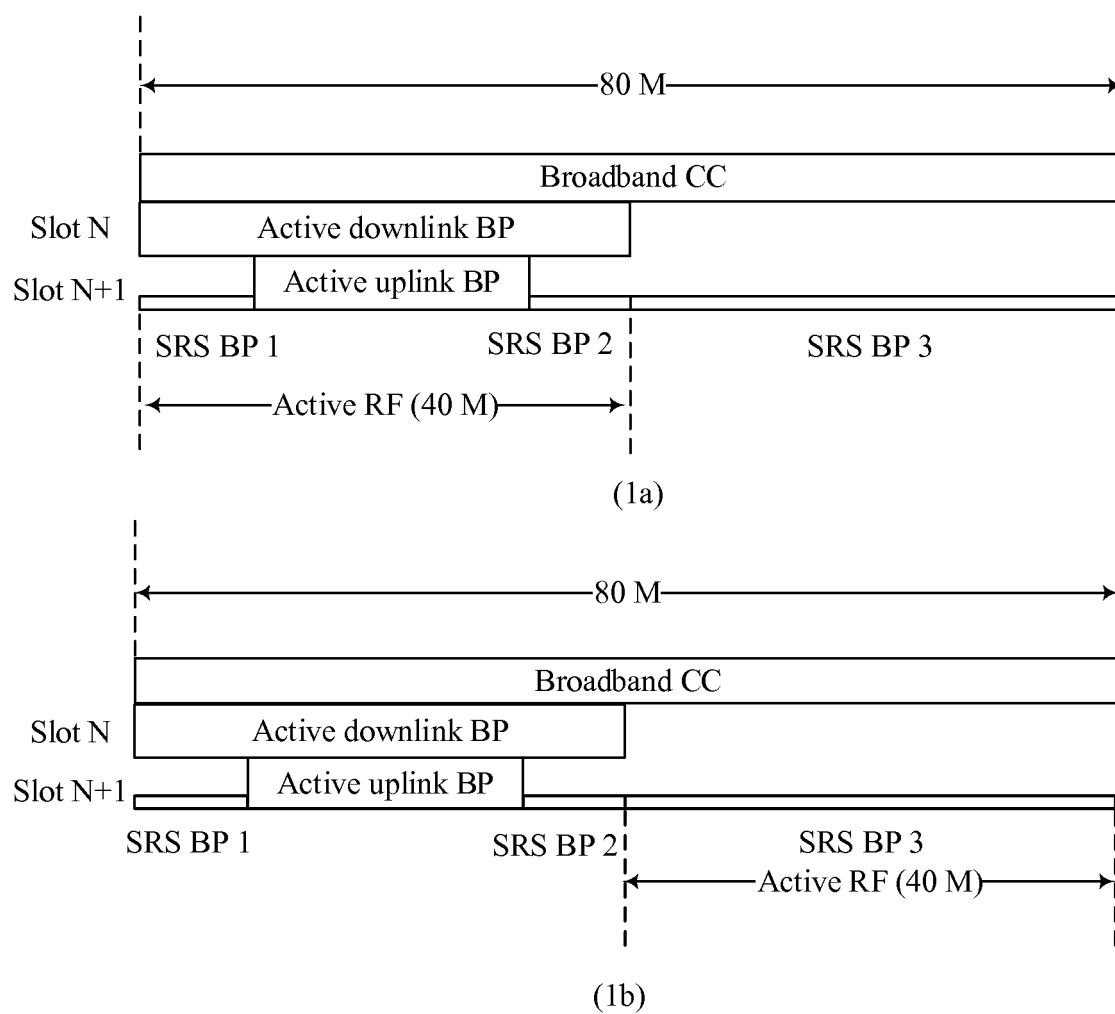 80 M
Broadband CC
Slot N
Active downlink BP
Slot N+1
Active uplink BP
SRS BP 1
SRS BP 2
SRS BP 3
Active RF (40 M)
(1a)
80 M
Broadband CC
Slot N
Active downlink BP
Slot N+1
Active uplink BP
SRS BP 1
SRS BP 2
SRS BP 3
Active RF (40 M)
(1b)